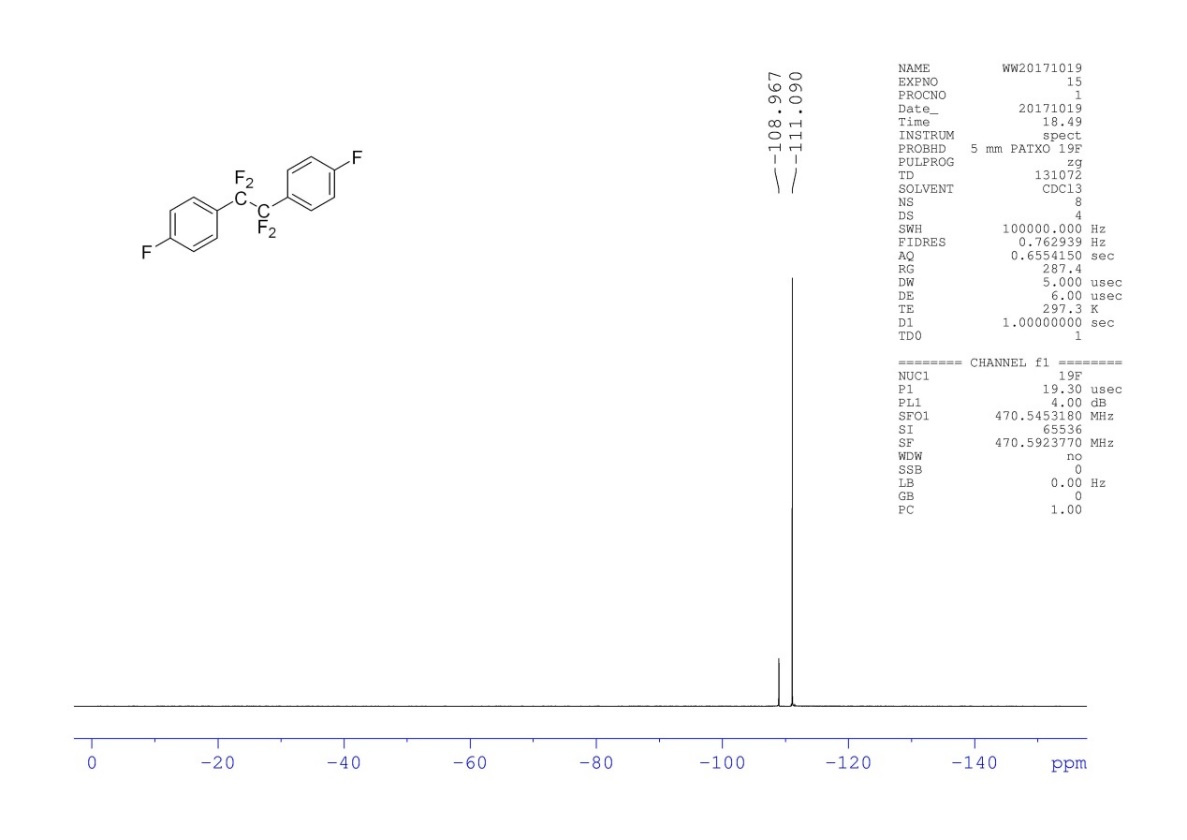 -108.967
-111.090
F
F2
C
C
F2
F
NAME WW20171019
EXPNO 15
PROCNO 1
Date_ 20171019
Time 18.49
INSTRUM spect
PROBHD 5 mm PATXO 19F
PULPROG zg
TD 131072
SOLVENT CDCl3
NS 8
DS 4
SWH 100000.000 Hz
FIDRES 0.762939 Hz
AQ 0.6554150 sec
RG 287.4
DW 5.000 usec
DE 6.00 usec
TE 297.3 K
D1 1.00000000 sec
TD0 1
======== CHANNEL f1 ========
NUC1 19F
P1 19.30 usec
PL1 4.00 dB
SFO1 470.5453180 MHz
SI 65536
SF 470.5923770 MHz
WDW no
SSB 0
LB 0.00 Hz
GB 0
PC 1.00
0 -20 -40 -60 -80 -100 -120 -140 ppm